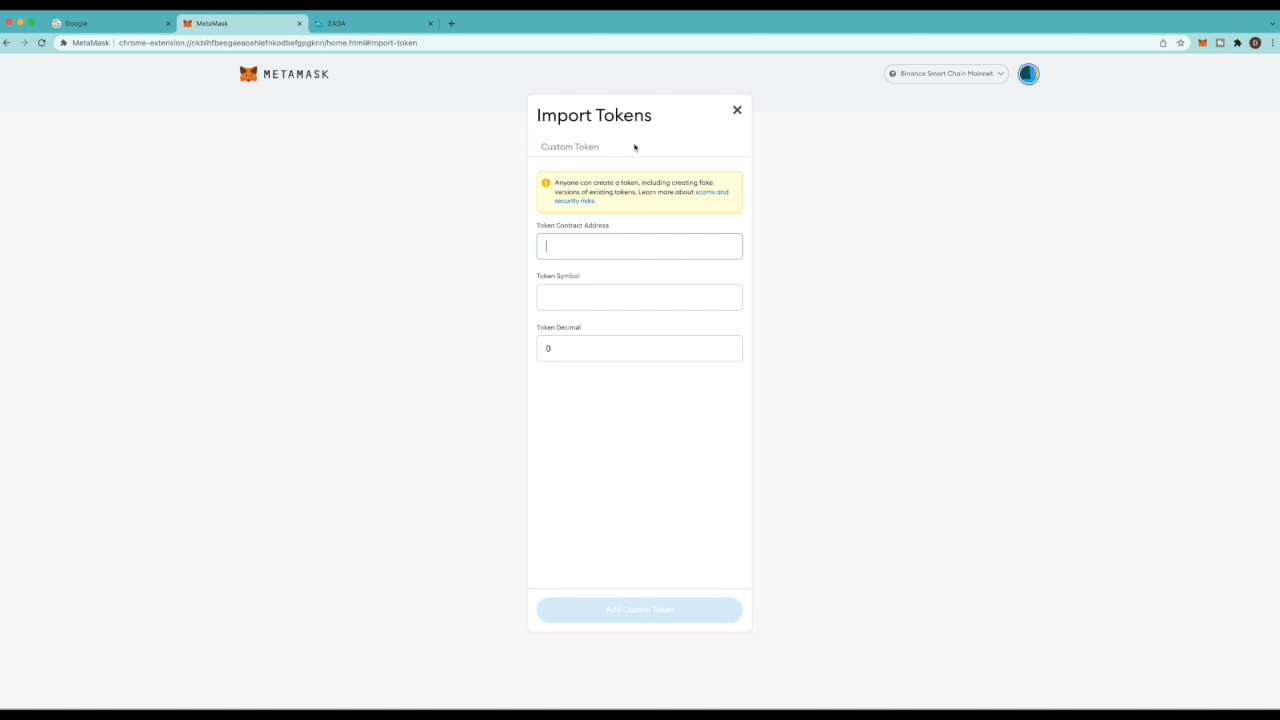 Google
MetaMask
ZADA
MetaMask
chrome-extension://nkbihfbeogaeaoehlefnkodbefgpgknn/home.html#import-token
D
METAMASK
Binance Smart Chain Mainnet
Import Tokens
Custom Token
Anyone can create a token, including creating fake
versions of existing tokens. Learn more about scams and
security risks.
Token Contract Address
Token Symbol
Token Decimal
0
Add Custom Token